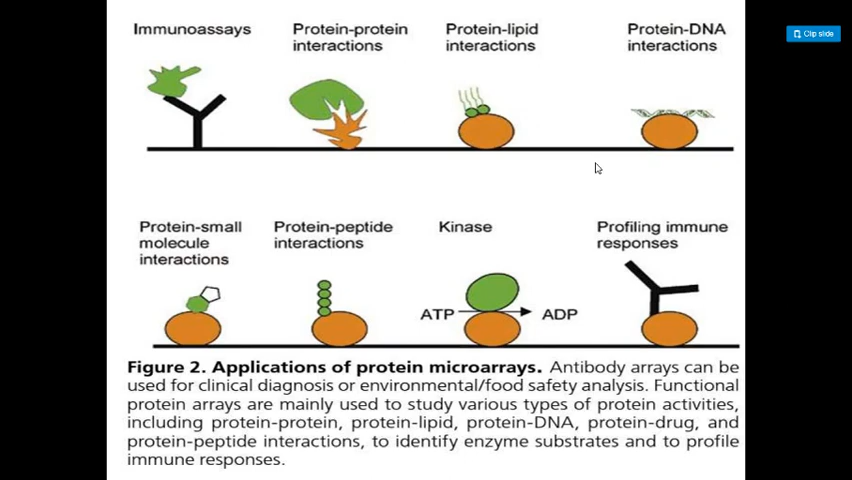 Immunoassays
Protein-protein
interactions
Protein-lipid
interactions
Protein-DNA
interactions
Clip slide
Protein-small
molecule
interactions
Protein-peptide
interactions
Kinase
Profiling immune
responses
ATP
ADP
Figure 2. Applications of protein microarrays. Antibody arrays can be
used for clinical diagnosis or environmental/food safety analysis. Functional
protein arrays are mainly used to study various types of protein activities,
including protein-protein, protein-lipid, protein-DNA, protein-drug, and
protein-peptide interactions, to identify enzyme substrates and to profile
immune responses.